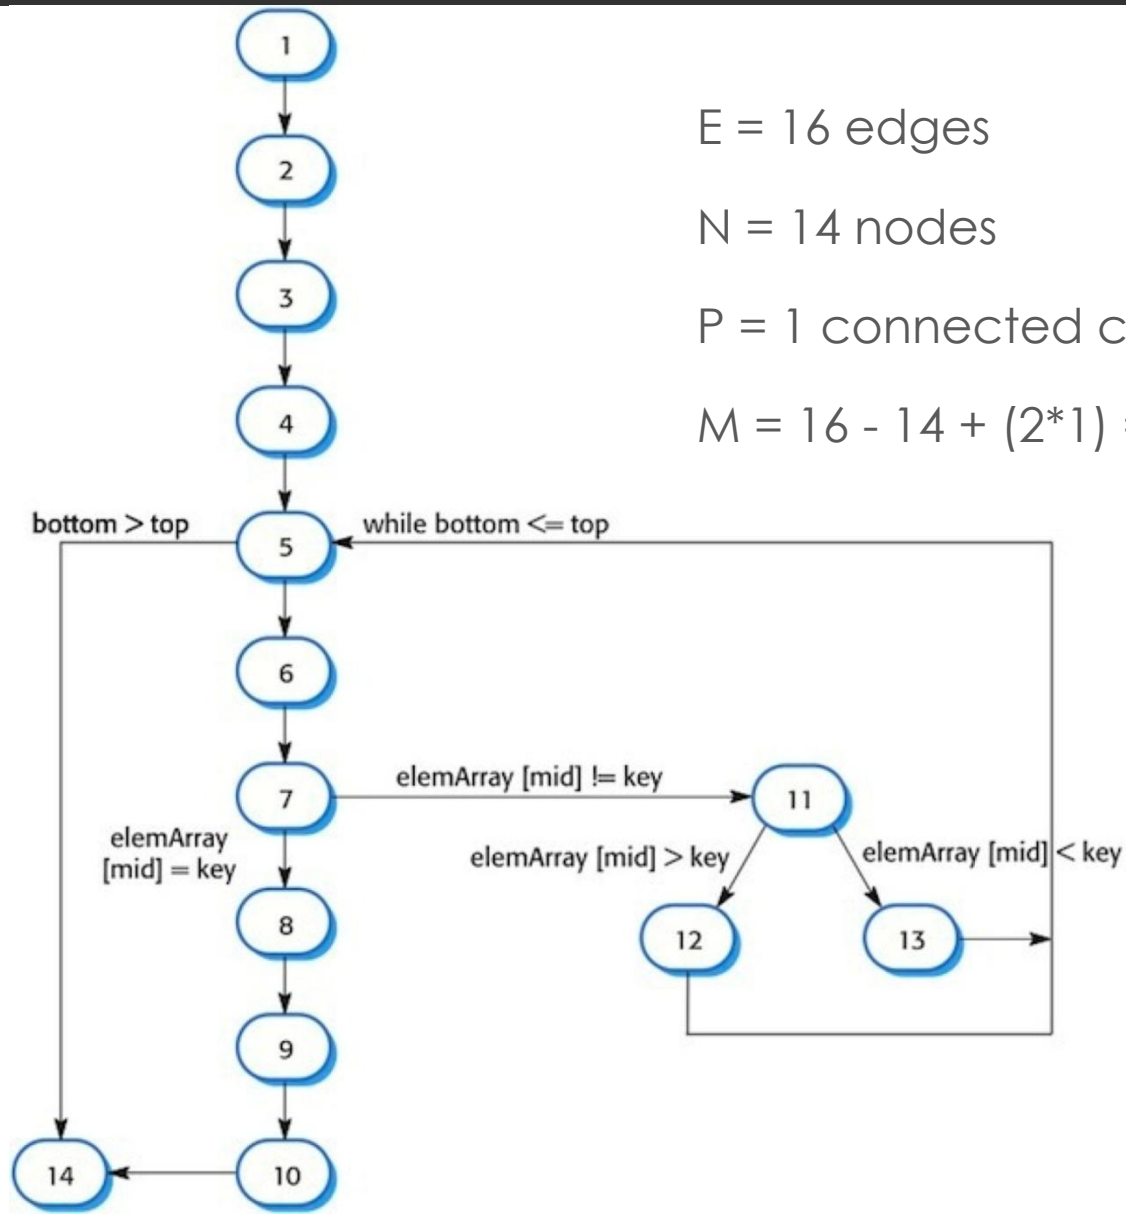 1
E = 16 edges
2
N = 14 nodes
3
P = 1 connected c
4
M = 16 - 14 + (2*1)
bottom > top
while bottom <= top
5
6
7
elemArray [mid] != key
11
elemArray
[mid] = key
elemArray [mid] > key
elemArray [mid] < key
8
12
13
9
14
10